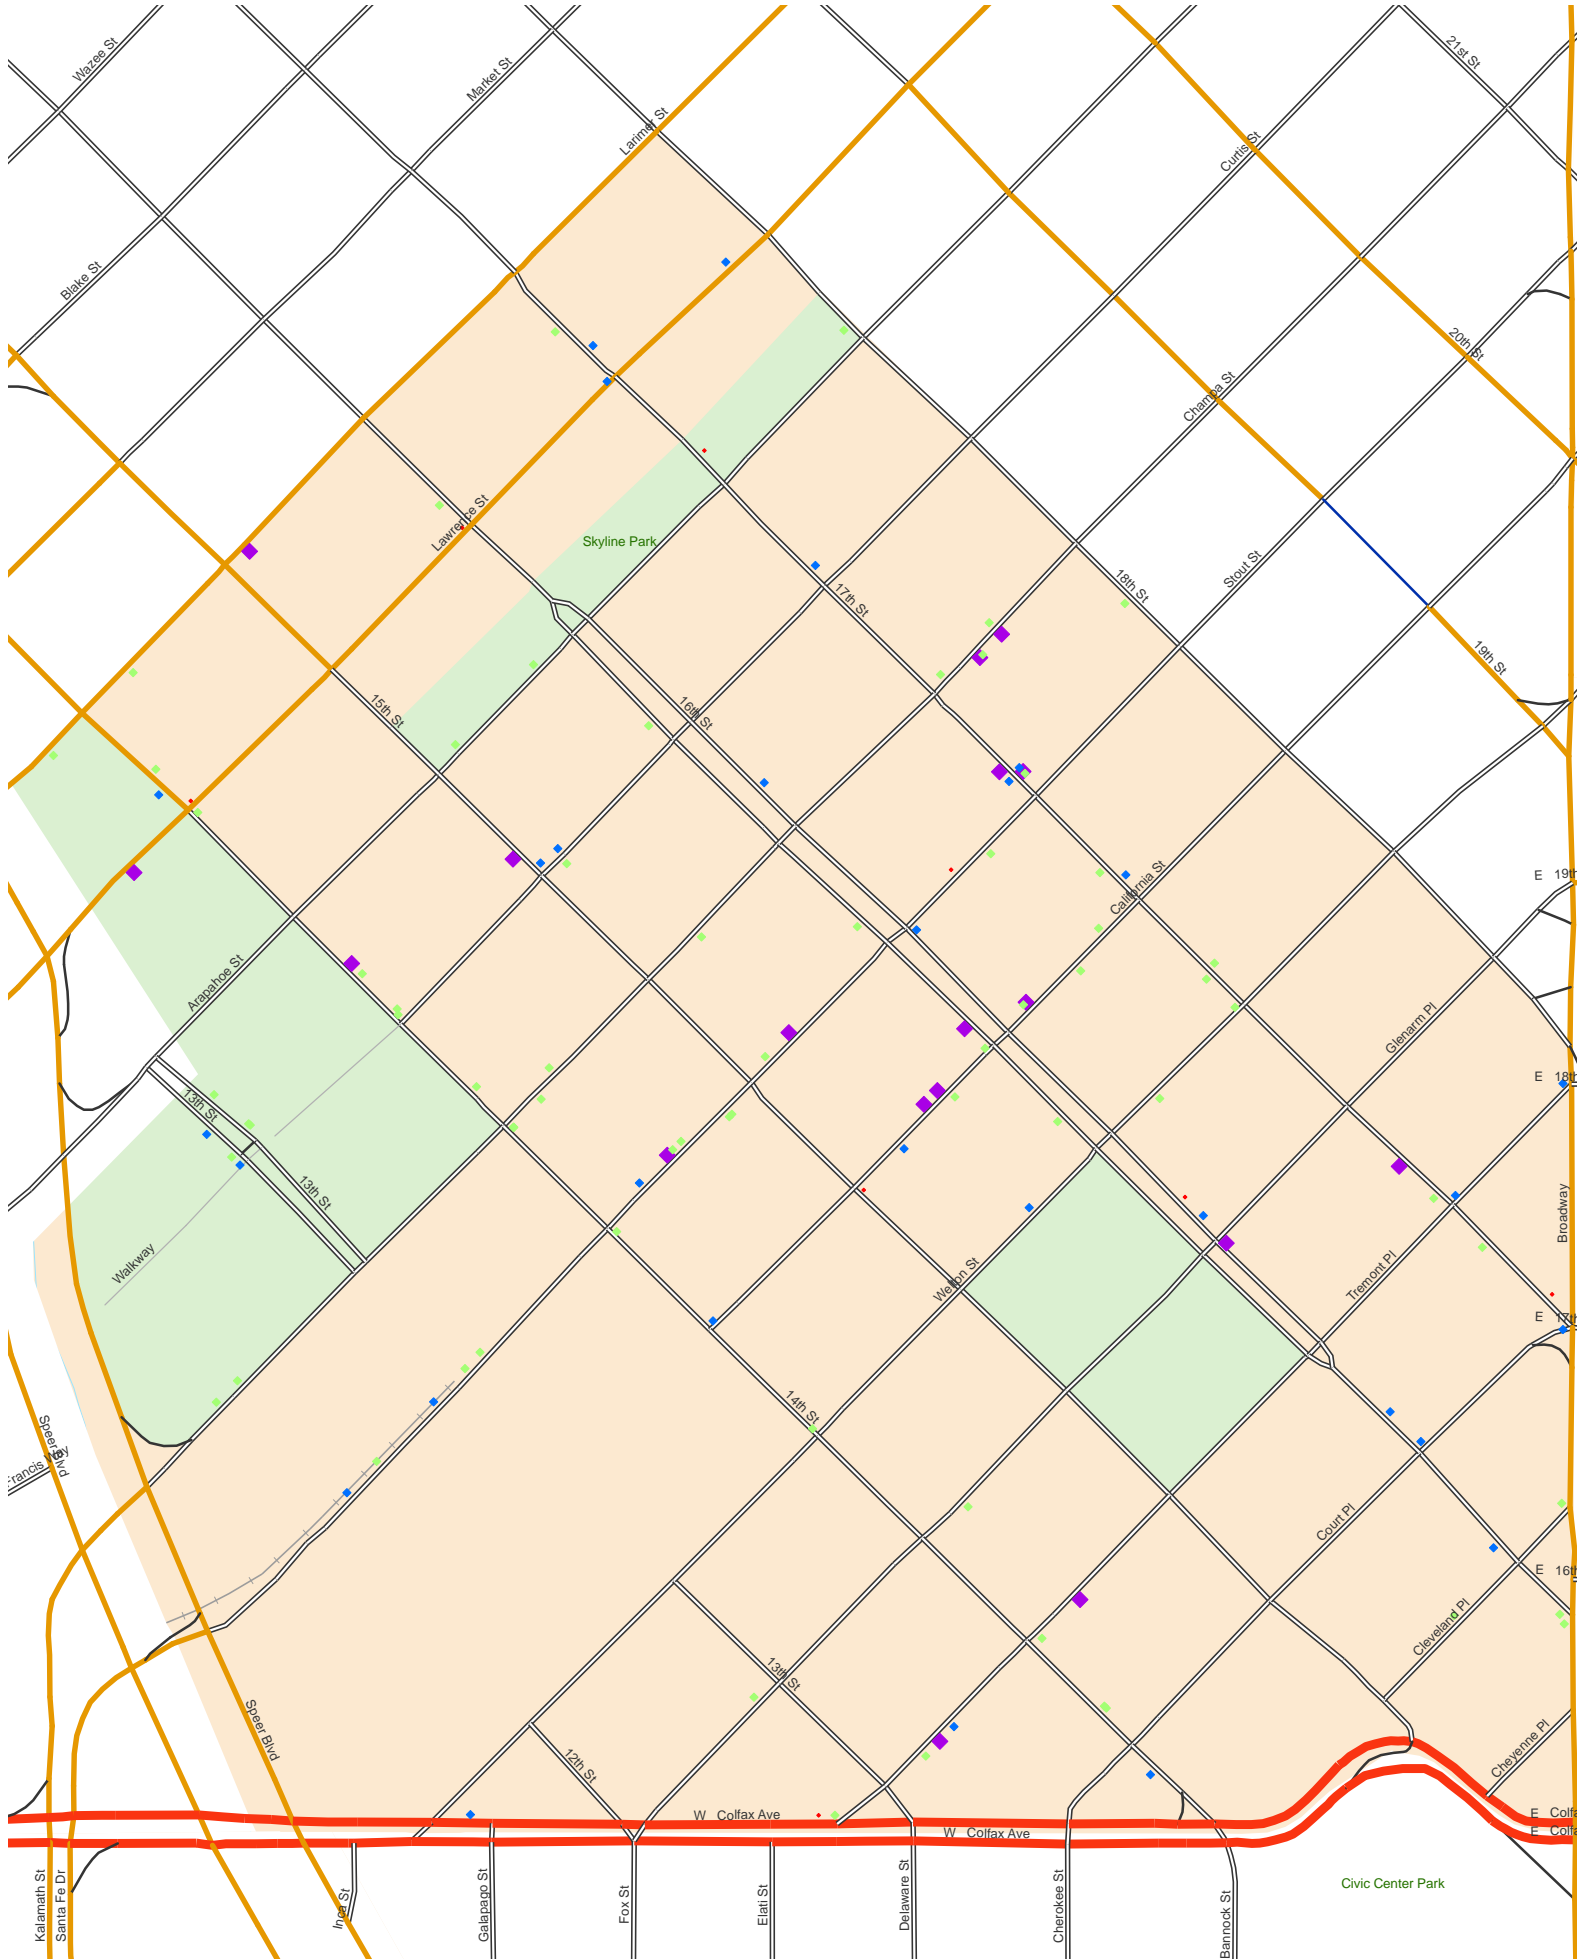 Wazee St
Market St
21st St
Larimer St
Curtis St
Blake St
20th St
Champa St
Lawrence St
Skyline Park
Stout St
18th St
17th St
19th St
15th St
16th St
California St
E 19th
Arapahoe St
Glenarm Pl
E 18th
13th St
13th St
Broadway
Walkway
Welton St
Tremont Pl
E 17th
14th St
Speer Blvd
Francis Way
Court Pl
E 16th
Cleveland Pl
13th St
Speer Blvd
12th St
Cheyenne Pl
W Colfax Ave
E Colfa
W Colfax Ave
E Colfa
Kalamath St
Santa Fe Dr
Inca St
Galapago St
Fox St
Elati St
Delaware St
Cherokee St
Bannock St
Civic Center Park